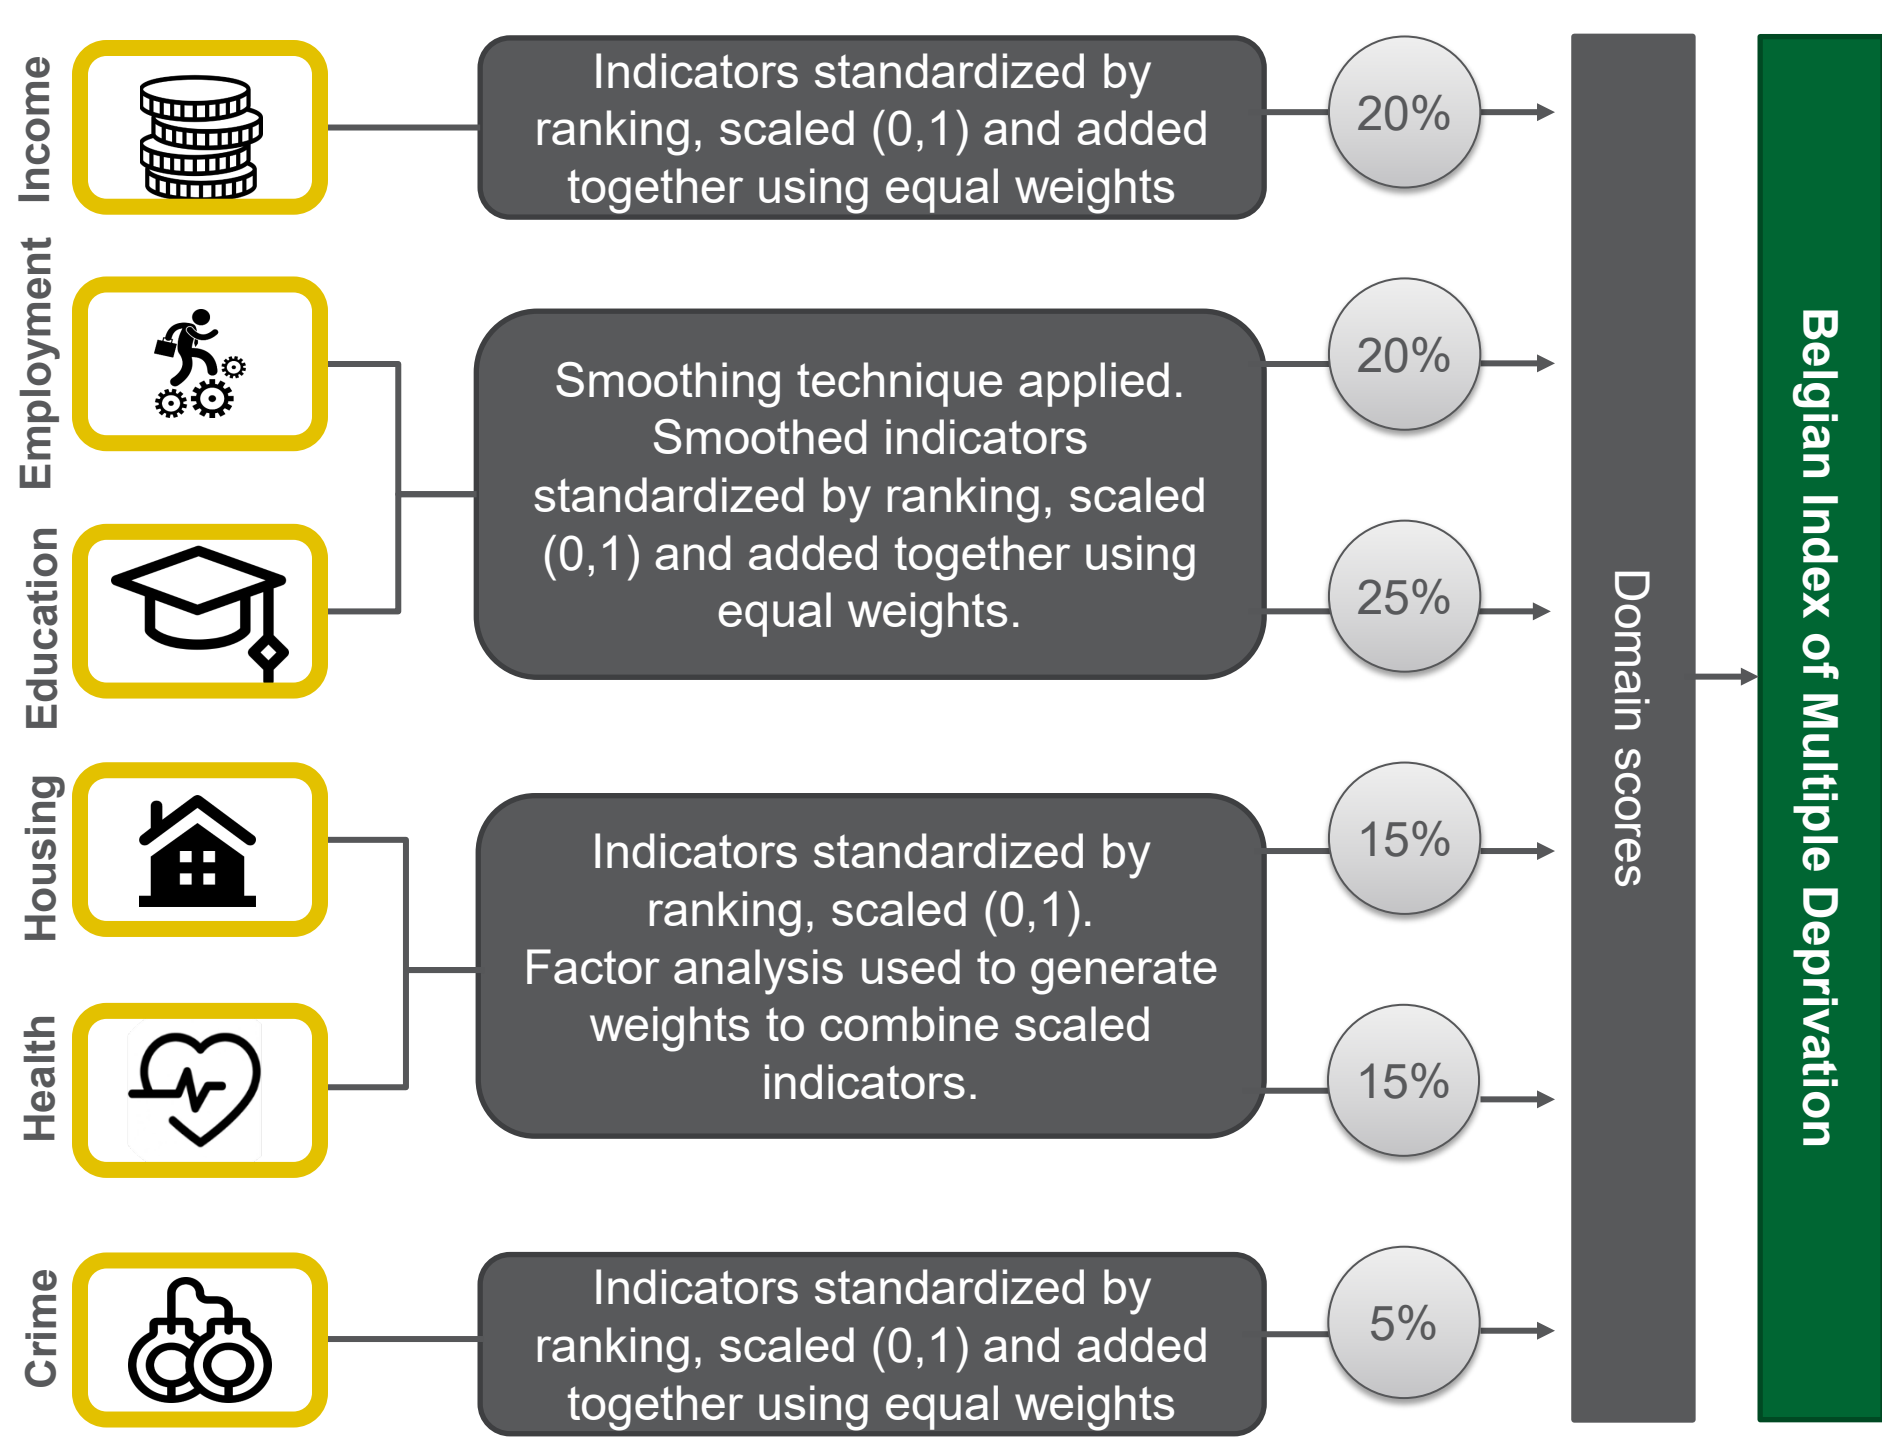 Income
Indicators standardized by
ranking, scaled (0,1) and added
together using equal weights
20%
Employment
Education
Smoothing technique applied.
Smoothed indicators
standardized by ranking, scaled
(0,1) and added together using
equal weights.
20%
25%
Housing
Health
Indicators standardized by
ranking, scaled (0,1).
Factor analysis used to generate
weights to combine scaled
indicators.
15%
15%
Crime
Indicators standardized by
ranking, scaled (0,1) and added
together using equal weights
5%
Domain scores
Belgian Index of Multiple Deprivation